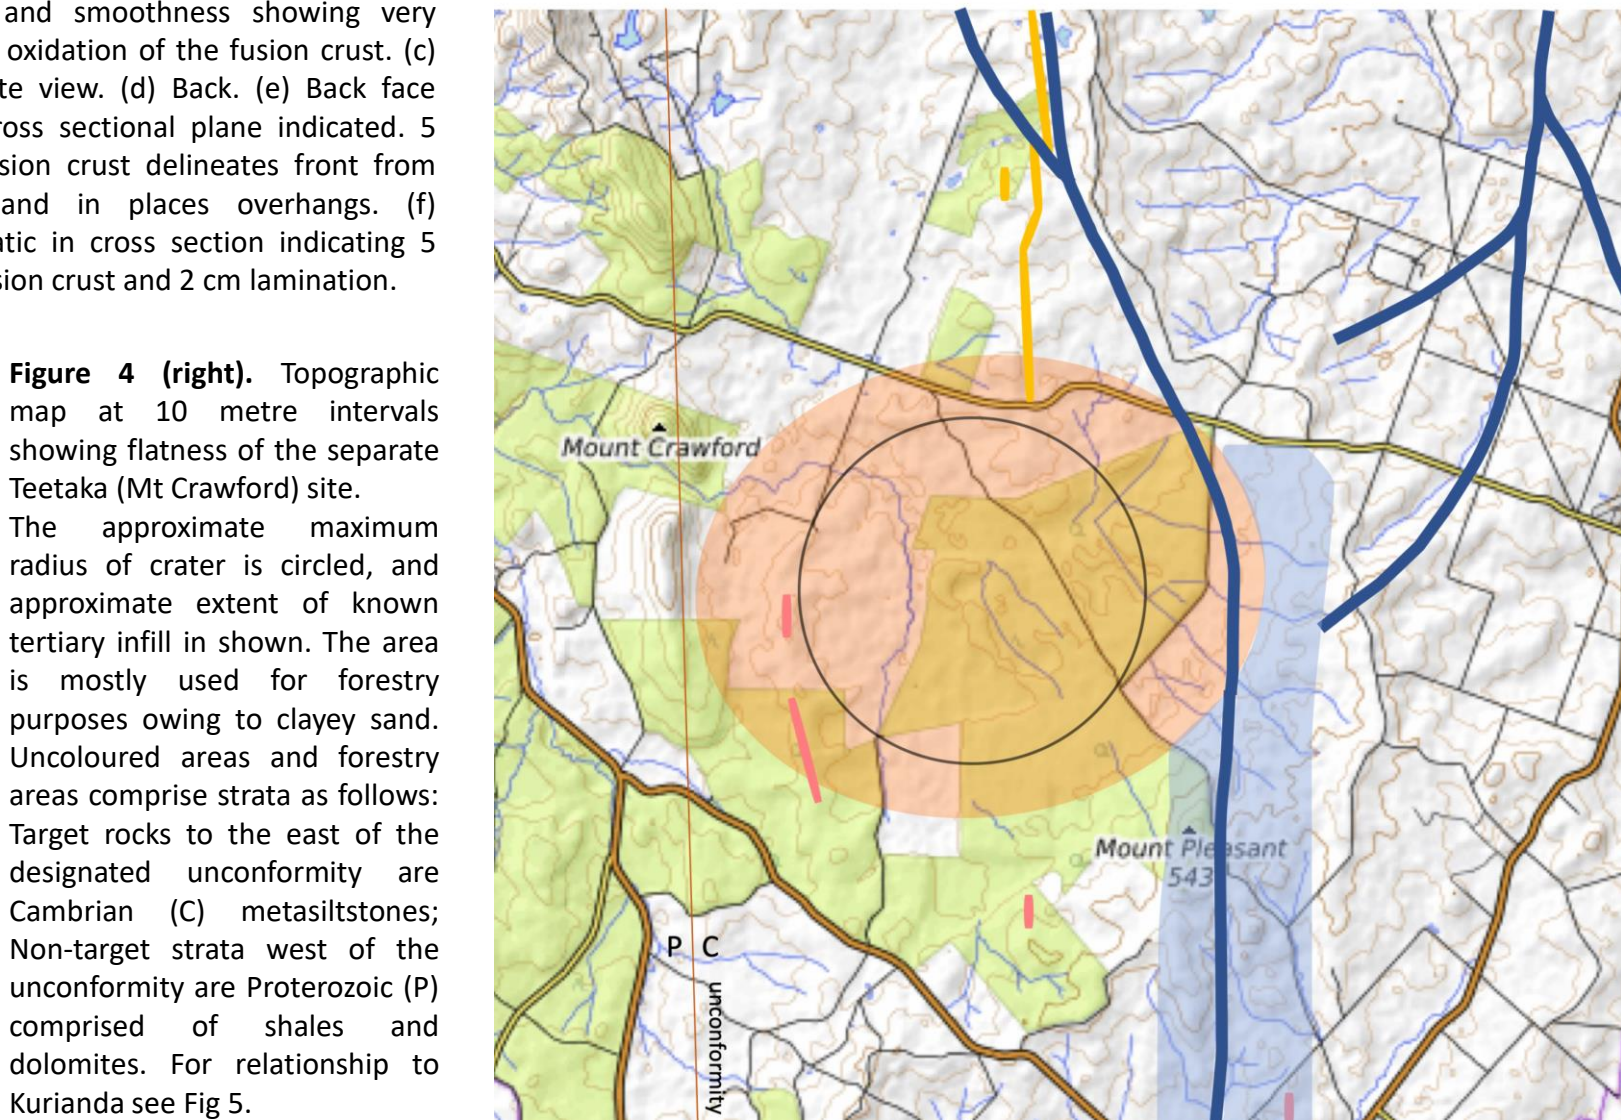 and smoothness showing very
oxidation of the fusion crust. (c)
te view. (d) Back. (e) Back face
ross sectional plane indicated. 5
sion crust delineates front from
and in places overhangs. (f)
atic in cross section indicating 5
sion crust and 2 cm lamination.
Figure 4 (right). Topographic
map at 10 metre intervals
showing flatness of the separate
Teetaka (Mt Crawford) site.
The approximate maximum
radius of crater is circled, and
approximate extent of known
tertiary infill in shown. The area
is mostly used for forestry
purposes owing to clayey sand.
Uncoloured areas and forestry
areas comprise strata as follows:
Target rocks to the east of the
designated unconformity are
Cambrian (C) metasiltstones;
Non-target strata west of the
unconformity are Proterozoic (P)
comprised of shales and
dolomites. For relationship to
Kurianda see Fig 5.
Mount Crawford
Mount Pleasant
543
P C
unconformity